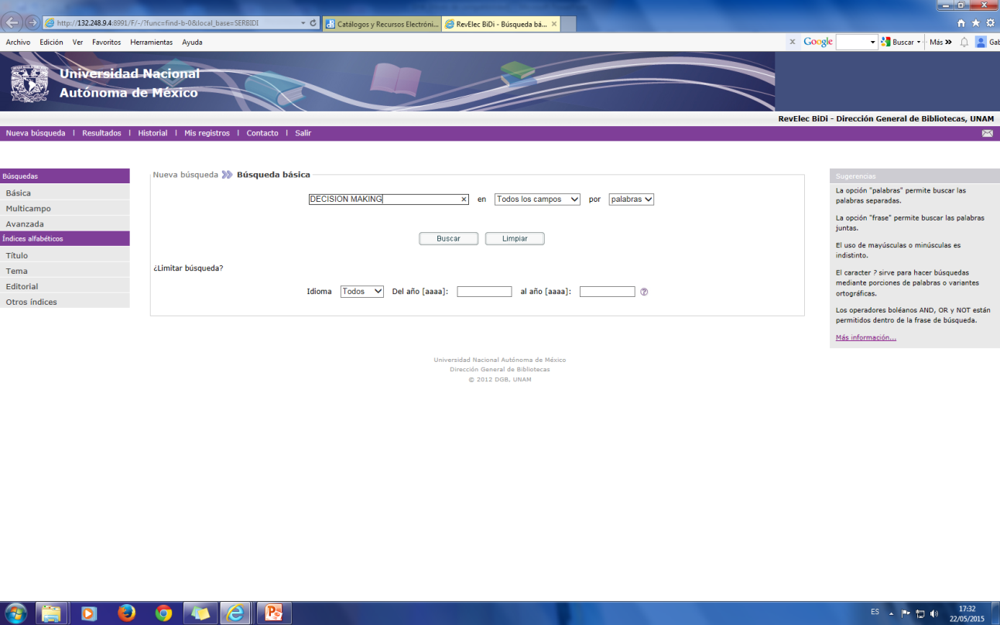 http://132.248.9.4:8991/F/-/?func=find-b-0&local_base=SERBIDI
Catálogos y Recursos Electróni...
RevElec BiDi - Búsqueda bá...
Archivo Edición Ver Favoritos Herramientas Ayuda
x Google Buscar Más » Gab
Universidad Nacional
Autónoma de México
RevElec BiDi - Dirección General de Bibliotecas, UNAM
Nueva búsqueda | Resultados | Historial | Mis registros | Contacto | Salir
Búsquedas
Básica
Multicampo
Avanzada
Índices alfabéticos
Título
Tema
Editorial
Otros índices
Nueva búsqueda Búsqueda básica
DECISION MAKING × en Todos los campos por palabras
Buscar Limpiar
¿Limitar búsqueda?
Idioma Todos Del año [aaaa]: al año [aaaa]: ?
Sugerencias
La opción "palabras" permite buscar las
palabras separadas.
La opción "frase" permite buscar las palabras
juntas.
El uso de mayúsculas o minúsculas es
indistinto.
El caracter ? sirve para hacer búsquedas
mediante porciones de palabras o variantes
ortográficas.
Los operadores boléanos AND, OR y NOT están
permitidos dentro de la frase de búsqueda.
Más información...
Universidad Nacional Autónoma de México
Dirección General de Bibliotecas
© 2012 DGB, UNAM
ES
17:32
22/05/2015